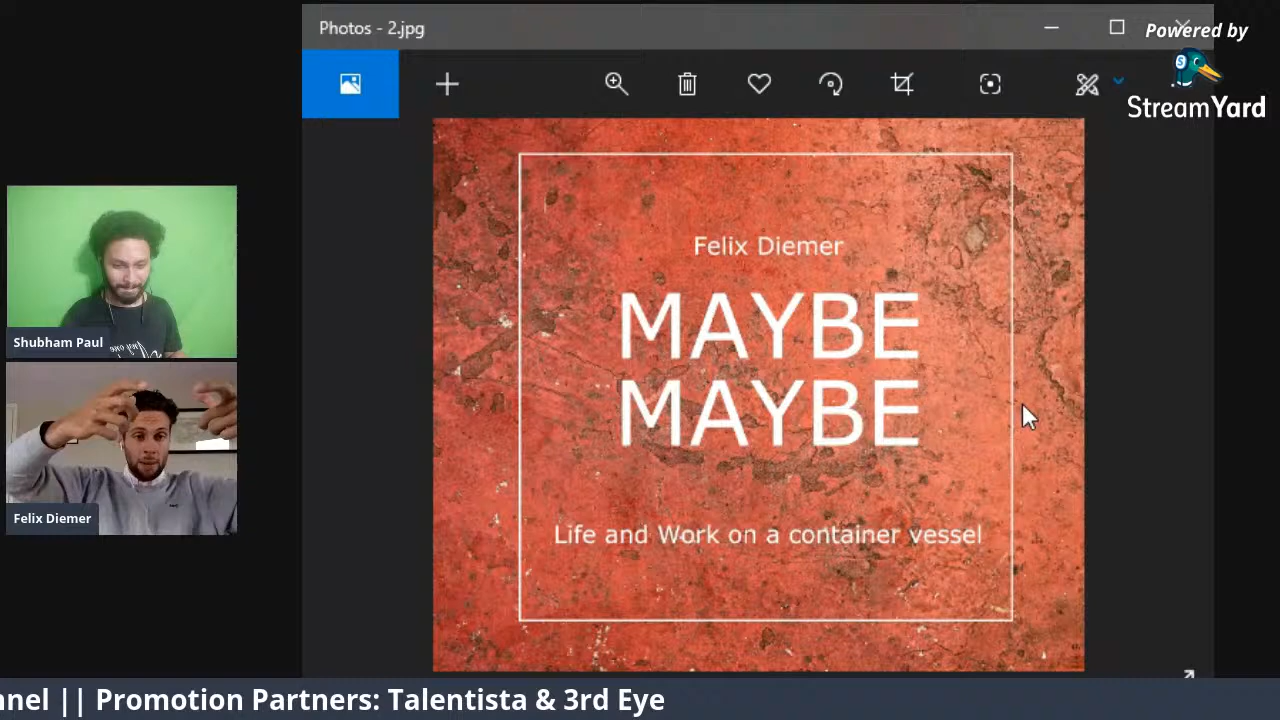 Photos - 2.jpg
Powered by
StreamYard
Felix Diemer
MAYBE
MAYBE
Life and Work on a container vessel
Shubham Paul
Felix Diemer
nnel || Promotion Partners: Talentista & 3rd Eye